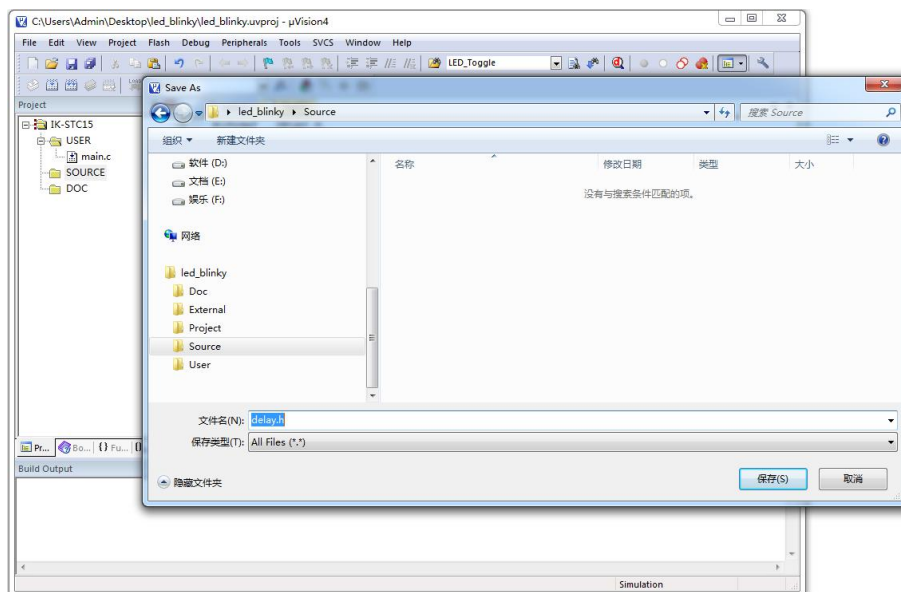 C:\Users\Admin\Desktop\led_blinky\led_blinky.uvproj - µVision4
File Edit View Project Flash Debug Peripherals Tools SVCS Window Help
LED_Toggle
Project
IK-STC15
USER
main.c
SOURCE
DOC
Save As
led_blinky Source
搜索 Source
组织 新建文件夹
软件 (D:)
文档 (E:)
娱乐 (F:)
网络
led_blinky
Doc
External
Project
Source
User
名称 修改日期 类型 大小
没有与搜索条件匹配的项。
文件名(N): delay.h
保存类型(T): All Files (*.*)
隐藏文件夹
保存(S) 取消
Pr... Bo... {} Fu...
Build Output
Simulation